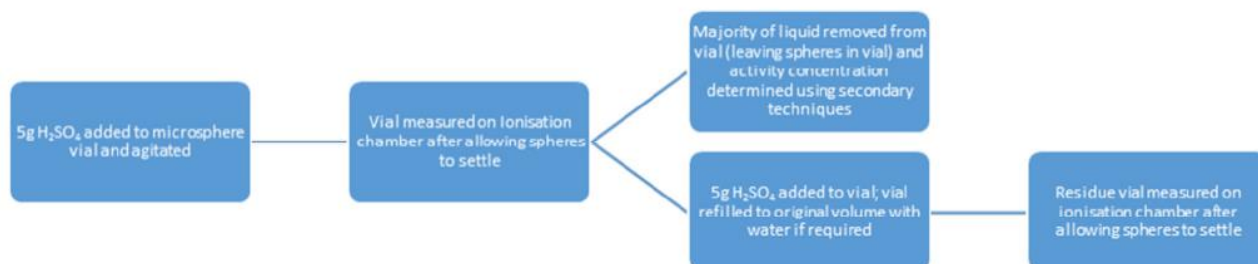 5g H₂SO₄ added to microsphere
vial and agitated
Vial measured on Ionisation
chamber after allowing spheres
to settle
Majority of liquid removed from
vial (leaving spheres in vial) and
activity concentration
determined using secondary
techniques
5g H₂SO₄ added to vial; vial
refilled to original volume with
water if required
Residue vial measured on
ionisation chamber after
allowing spheres to settle